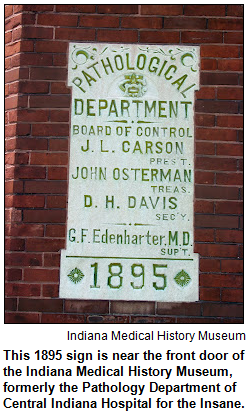 PATHOLOGICAL
DEPARTMENT
BOARD OF CONTROL
J. L. CARSON
PREST.
JOHN OSTERMAN
TREAS.
D. H. DAVIS
SEC'Y.
G.F. Edenharter. M.D.
SUPT.
1895
Indiana Medical History Museum
This 1895 sign is near the front door of
the Indiana Medical History Museum,
formerly the Pathology Department of
Central Indiana Hospital for the Insane.